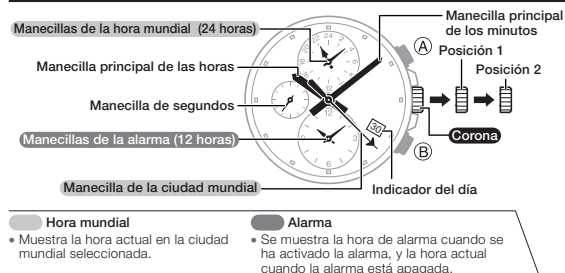 Manecillas de la hora mundial (24 horas)
Manecilla principal de las horas
Manecilla de segundos
Manecillas de la alarma (12 horas)
Manecilla de la ciudad mundial
Manecilla principal
de los minutos
A
Posición 1
Posición 2
Corona
B
30
Indicador del día
Hora mundial
• Muestra la hora actual en la ciudad
mundial seleccionada.
Alarma
• Se muestra la hora de alarma cuando se
ha activado la alarma, y la hora actual
cuando la alarma está apagada.